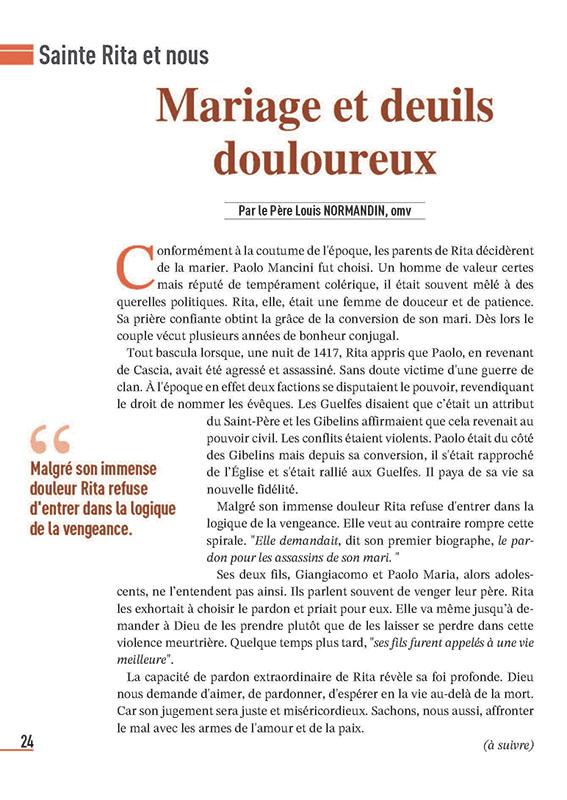 Sainte Rita et nous
Mariage et deuils
douloureux
Par le Père Louis NORMANDIN, omv
Conformément à la coutume de l'époque, les parents de Rita décidèrent
de la marier. Paolo Mancini fut choisi. Un homme de valeur certes
mais réputé de tempérament colérique, il était souvent mêlé à des
querelles politiques. Rita, elle, était une femme de douceur et de patience.
Sa prière confiante obtint la grâce de la conversion de son mari. Dès lors le
couple vécut plusieurs années de bonheur conjugal.
Tout bascula lorsque, une nuit de 1417, Rita appris que Paolo, en revenant
de Cascia, avait été agressé et assassiné. Sans doute victime d'une guerre de
clan. À l'époque en effet deux factions se disputaient le pouvoir, revendiquant
le droit de nommer les évêques. Les Guelfes disaient que c’était un attribut
du Saint-Père et les Gibelins affirmaient que cela revenait au
pouvoir civil. Les conflits étaient violents. Paolo était du côté
des Gibelins mais depuis sa conversion, il s'était rapproché
de l’Église et s'était rallié aux Guelfes. Il paya de sa vie sa
nouvelle fidélité.
“
Malgré son immense
douleur Rita refuse
d'entrer dans la logique
de la vengeance.
Malgré son immense douleur Rita refuse d'entrer dans la
logique de la vengeance. Elle veut au contraire rompre cette
spirale. "Elle demandait, dit son premier biographe, le par-
don pour les assassins de son mari. "
Ses deux fils, Giangiacomo et Paolo Maria, alors adoles-
cents, ne l’entendent pas ainsi. Ils parlent souvent de venger leur père. Rita
les exhortait à choisir le pardon et priait pour eux. Elle va même jusqu’à de-
mander à Dieu de les prendre plutôt que de les laisser se perdre dans cette
violence meurtrière. Quelque temps plus tard, "ses fils furent appelés à une vie
meilleure".
La capacité de pardon extraordinaire de Rita révèle sa foi profonde. Dieu
nous demande d'aimer, de pardonner, d'espérer en la vie au-delà de la mort.
Car son jugement sera juste et miséricordieux. Sachons, nous aussi, affronter
le mal avec les armes de l'amour et de la paix.
24
(à suivre)